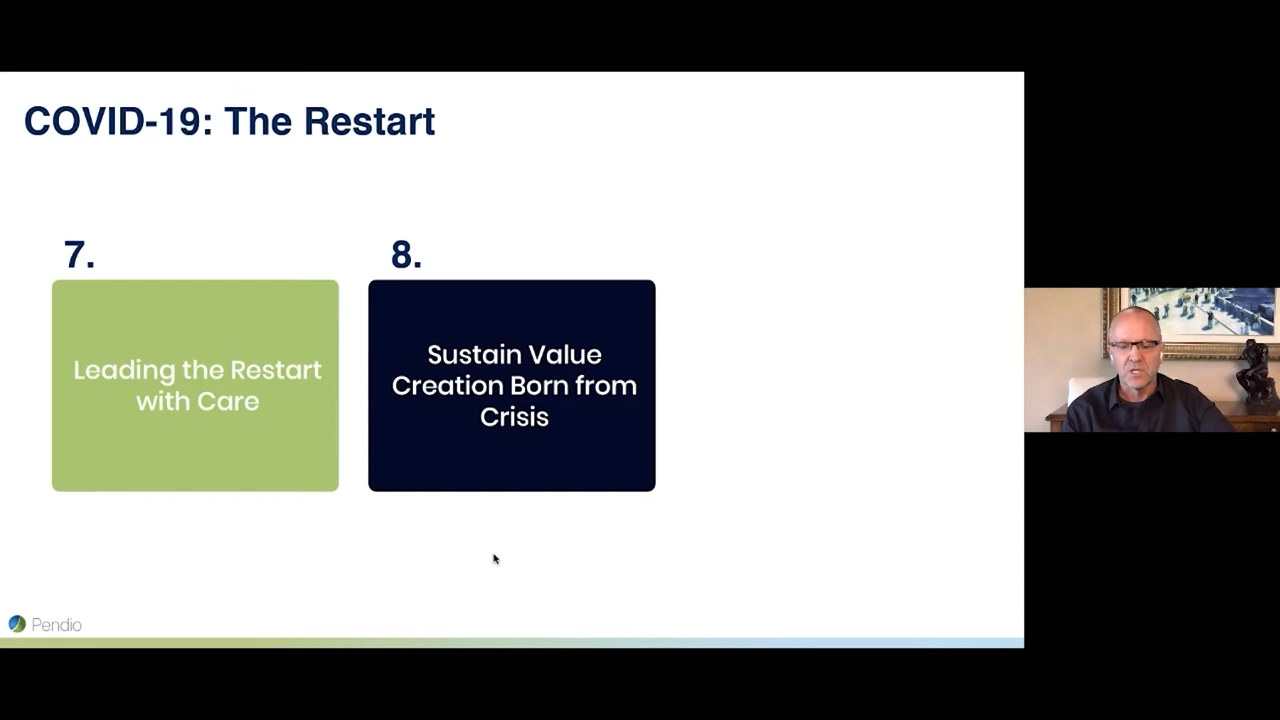 COVID-19: The Restart
7.
Leading the Restart
with Care
8.
Sustain Value
Creation Born from
Crisis
Pendio